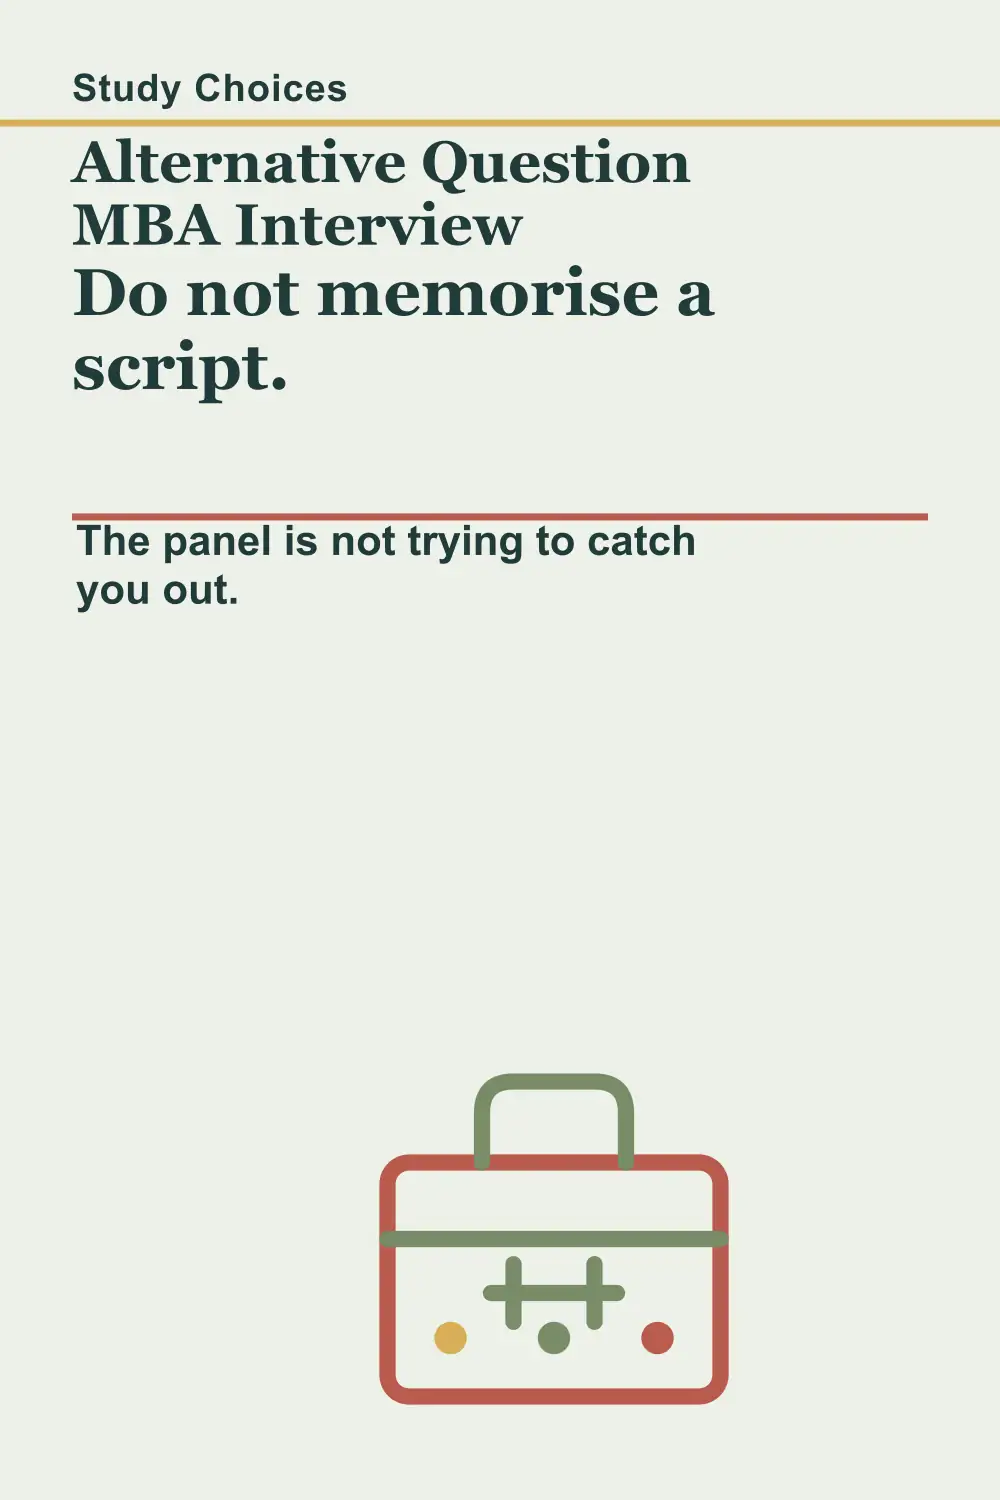 Study Choices
Alternative Question
MBA Interview
Do not memorise a
script.
The panel is not trying to catch
you out.